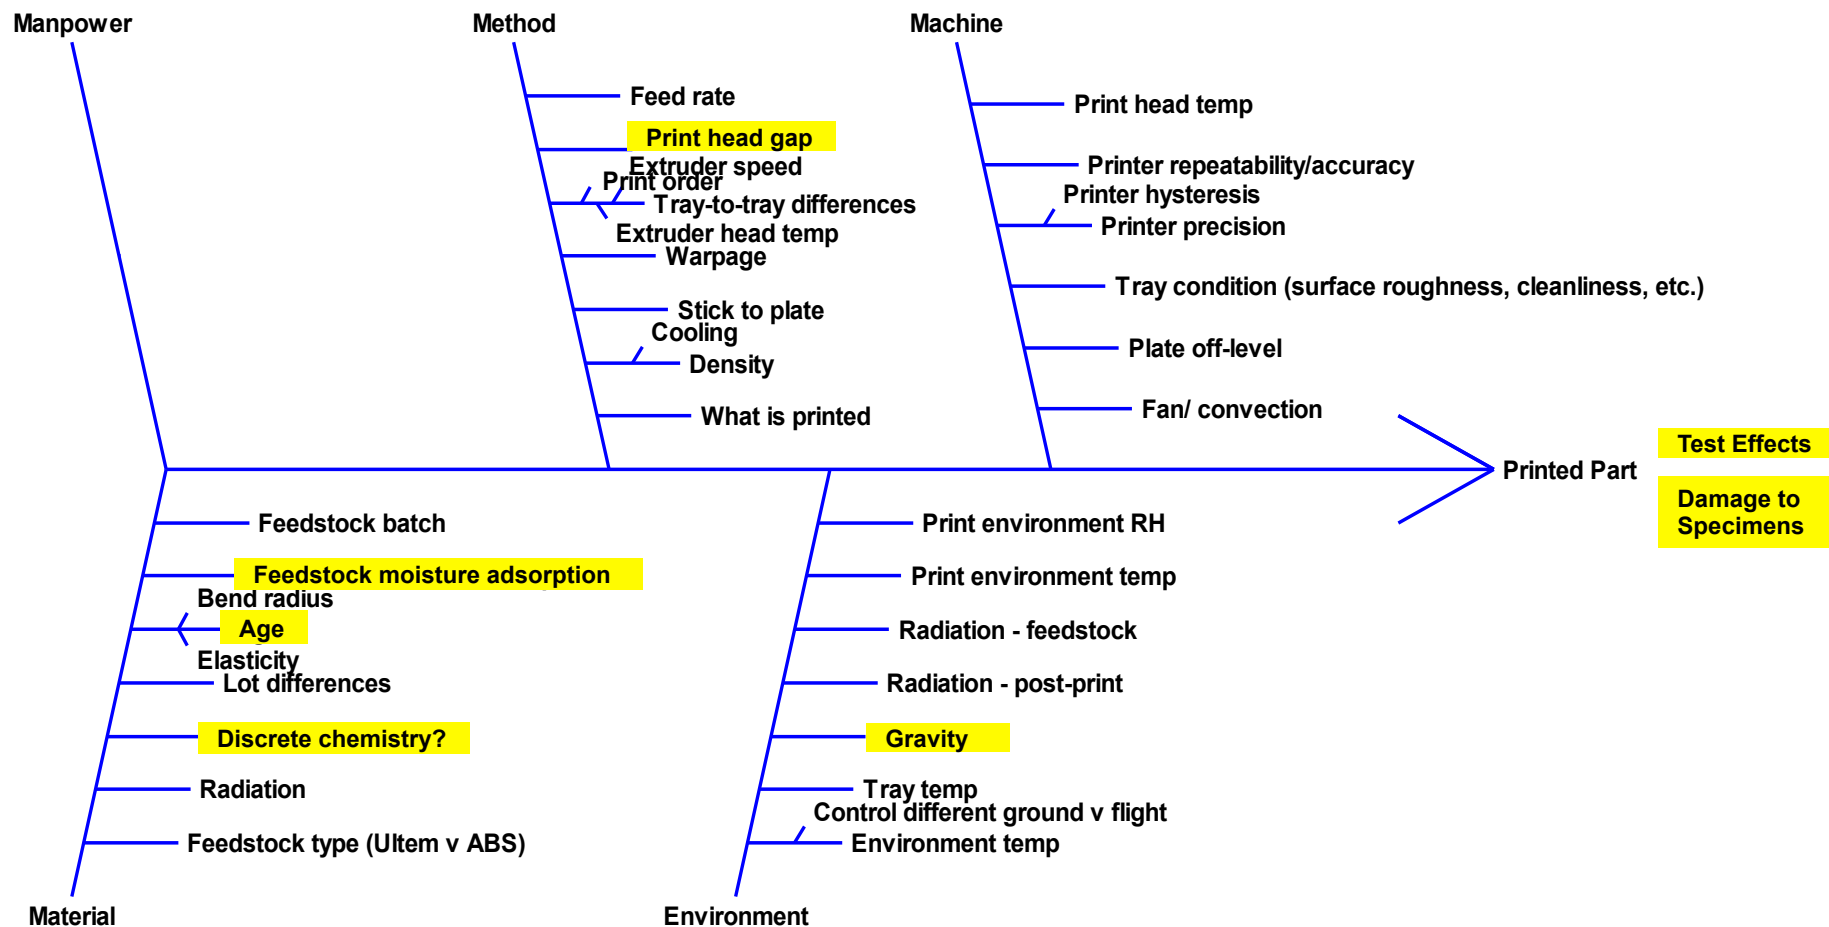 Manpower
Method
Machine
Feed rate
Print head gap
Extruder speed
Print order
Tray-to-tray differences
Extruder head temp
Warpage
Stick to plate
Cooling
Density
What is printed
Print head temp
Printer repeatability/accuracy
Printer hysteresis
Printer precision
Tray condition (surface roughness, cleanliness, etc.)
Plate off-level
Fan/ convection
Printed Part
Test Effects
Damage to
Specimens
Feedstock batch
Feedstock moisture adsorption
Bend radius
Age
Elasticity
Lot differences
Discrete chemistry?
Radiation
Feedstock type (Ultem v ABS)
Material
Print environment RH
Print environment temp
Radiation - feedstock
Radiation - post-print
Gravity
Tray temp
Control different ground v flight
Environment temp
Environment